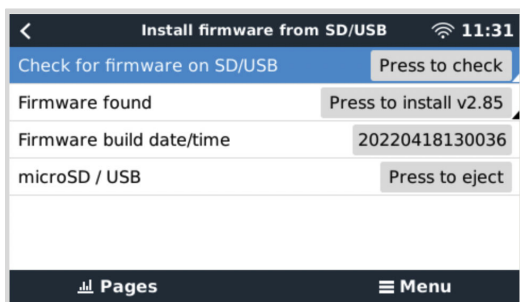 Install firmware from SD/USB 11:31
Check for firmware on SD/USB Press to check
Firmware found Press to install v2.85
Firmware build date/time 20220418130036
microSD / USB Press to eject
Pages Menu